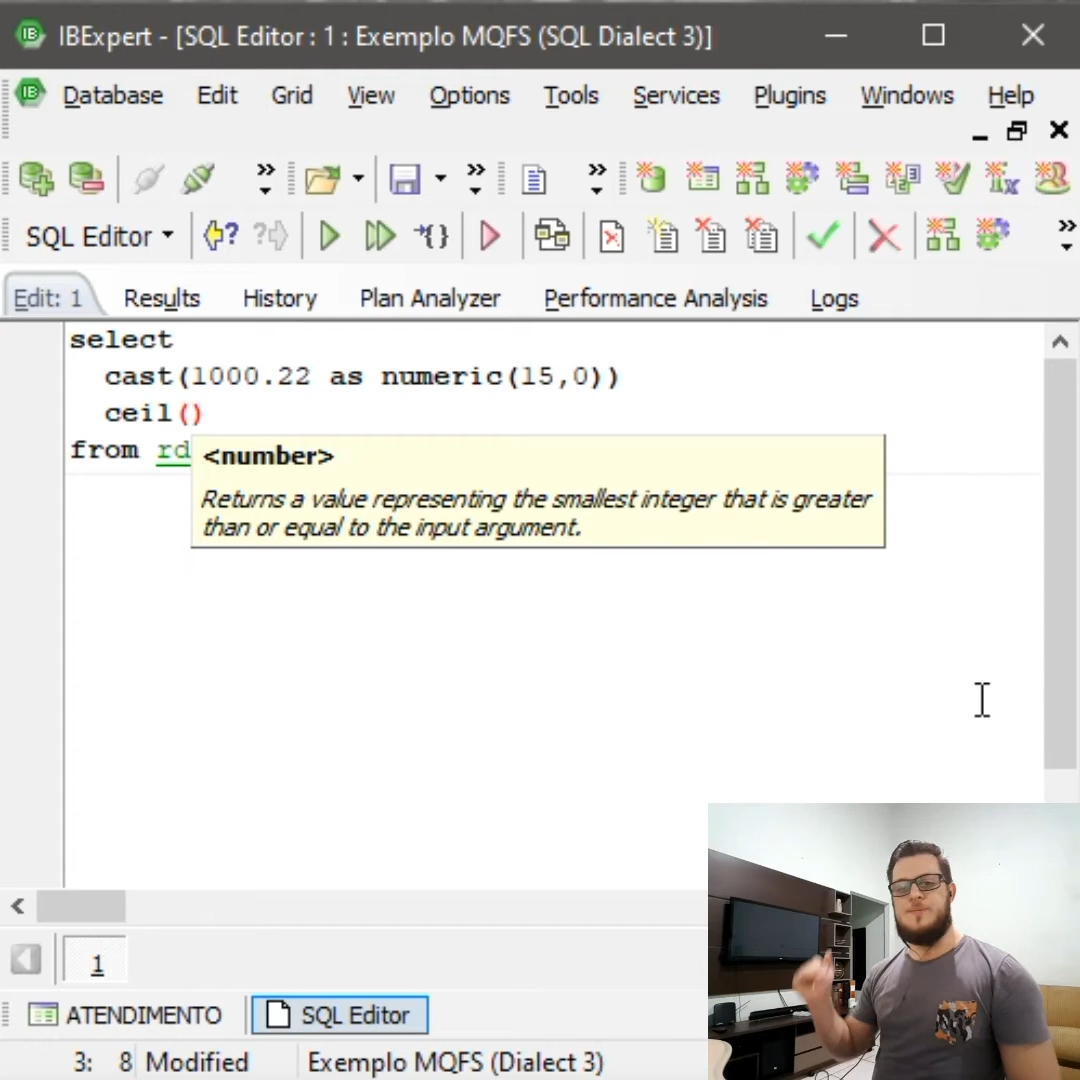 IBExpert - [SQL Editor : 1 : Exemplo MQFS (SQL Dialect 3)]
Database Edit Grid View Options Tools Services Plugins Windows Help
SQL Editor
Edit: 1 Results History Plan Analyzer Performance Analysis Logs
select
cast(1000.22 as numeric(15,0))
ceil()
from rd
<number>
Returns a value representing the smallest integer that is greater
than or equal to the input argument.
1
ATENDIMENTO SQL Editor
3: 8 Modified Exemplo MQFS (Dialect 3)